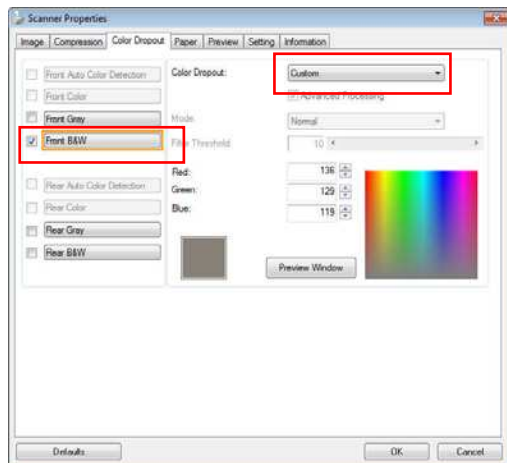 Scanner Properties
Image Compression Color Dropout Paper Preview Setting Information
Front Auto Color Detection
Front Color
Front Gray
Front B&W
Rear Auto Color Detection
Rear Color
Rear Gray
Rear B&W
Color Dropout: Custom
Advanced Processing
Mode: Normal
Filter Threshold 10
Red: 136
Green: 129
Blue: 119
Preview Window
Defaults OK Cancel